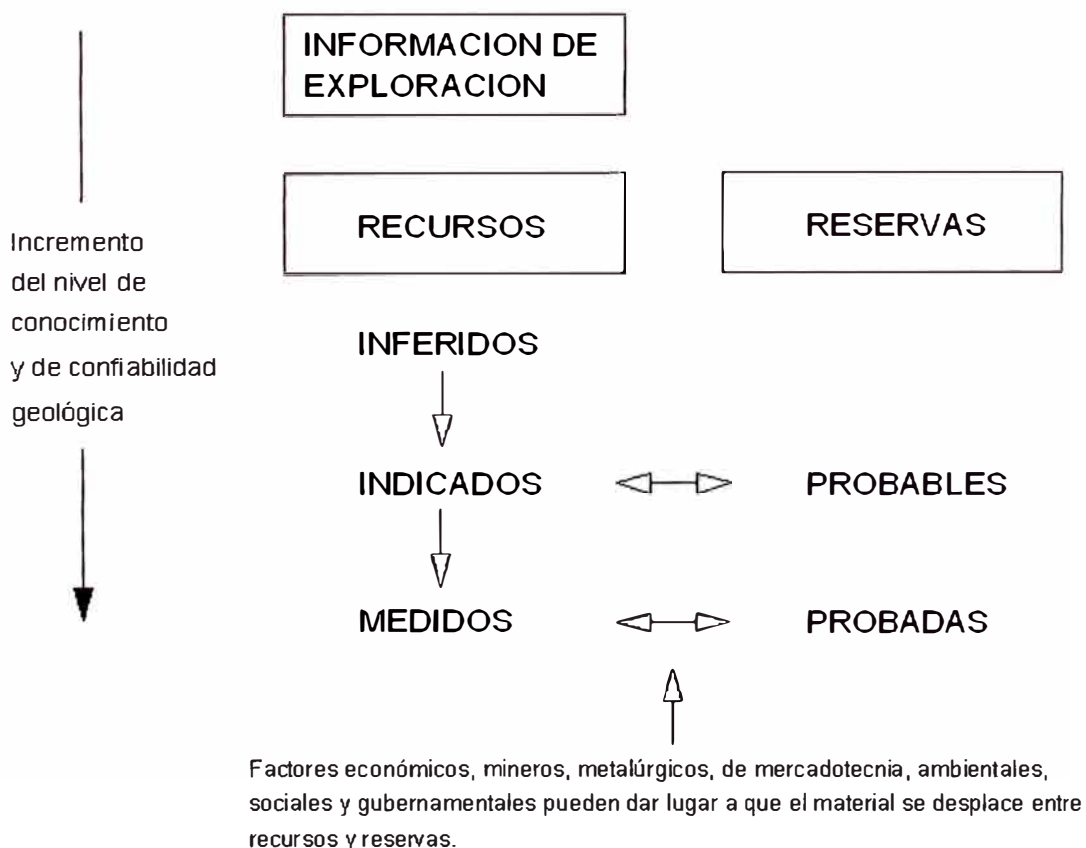 INFORMACION DE
EXPLORACION
RECURSOS
RESERVAS
Incremento
del nivel de
conocimiento
y de confiabilidad
geológica
INFERIDOS
INDICADOS
PROBABLES
MEDIDOS
PROBADAS
Factores económicos, mineros, metalúrgicos, de mercadotecnia, ambientales,
sociales y gubernamentales pueden dar lugar a que el material se desplace entre
recursos y reservas.